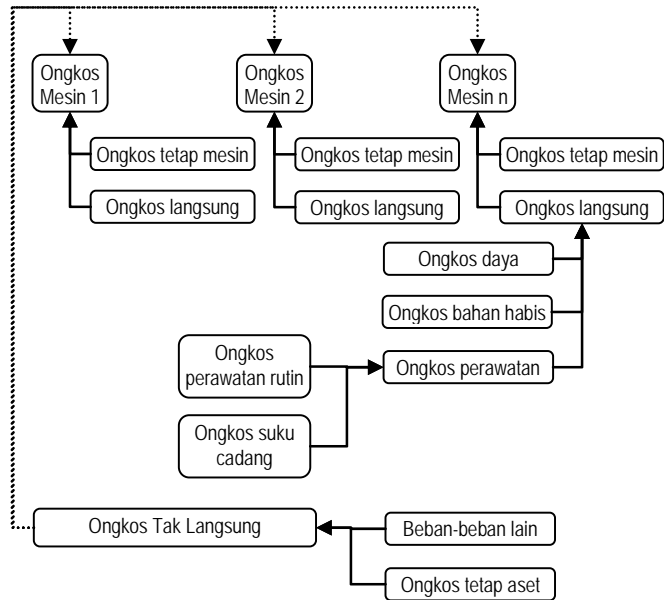 Ongkos
Mesin 1
Ongkos
Mesin 2
Ongkos
Mesin n
Ongkos tetap mesin
Ongkos tetap mesin
Ongkos tetap mesin
Ongkos langsung
Ongkos langsung
Ongkos langsung
Ongkos daya
Ongkos bahan habis
Ongkos
perawatan rutin
Ongkos perawatan
Ongkos suku
cadang
Ongkos Tak Langsung
Beban-beban lain
Ongkos tetap aset